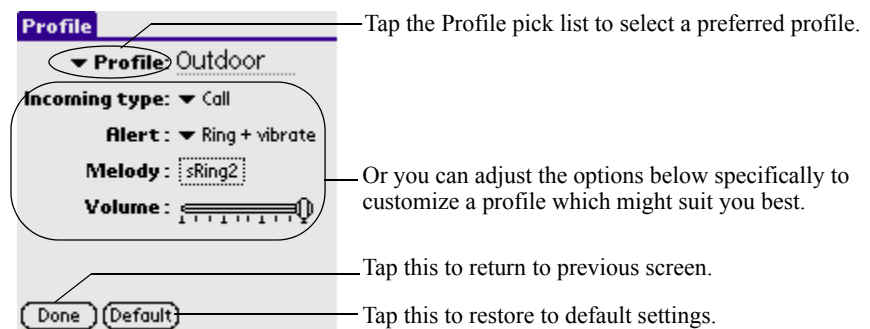 Profile
Tap the Profile pick list to select a preferred profile.
Profile: Outdoor
Incoming type: Call
Alert: Ring + vibrate
Melody: sRing2
Or you can adjust the options below specifically to
customize a profile which might suit you best.
Volume:
Tap this to return to previous screen.
Done Default
Tap this to restore to default settings.